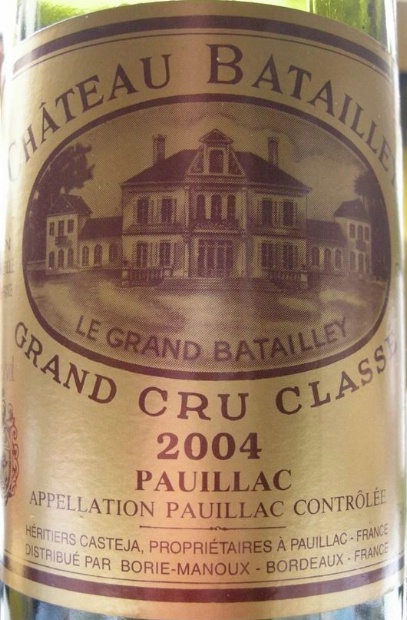 CHÂTEAU BATAILLEY
LE GRAND BATAILLEY
GRAND CRU CLASSÉ
2004
PAUILLAC
APPELLATION PAUILLAC CONTRÔLÉE
HÉRITIERS CASTEJA, PROPRIÉTAIRES À PAUILLAC - FRANCE
DISTRIBUÉ PAR BORIE-MANOUX - BORDEAUX - FRANCE